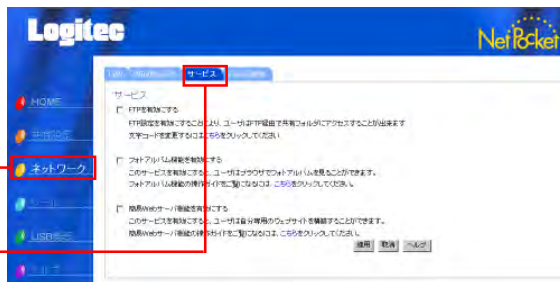 Logitec
NetPocket
サービス
HOME
ネットワーク
サービス
FTPを有効にする
FTP設定を有効にすることにより、ユーザはFTP経由で共有フォルダにアクセスすることが出来ます
文字コードを変更するにはこちらをクリックしてください
フォトアルバム機能を有効にする
このサービスを有効にすると、ユーザはブラウザでフォトアルバムを見ることができます。
フォトアルバム機能の操作ガイドをご覧になるには、こちらをクリックしてください。
簡易Webサーバ機能を有効にする
このサービスを有効にすると、ユーザは自分専用のウェブサイトを構築することができます。
簡易Webサーバ機能の操作ガイドをご覧になるには、こちらをクリックしてください。
適用 取消 ヘルプ
USB